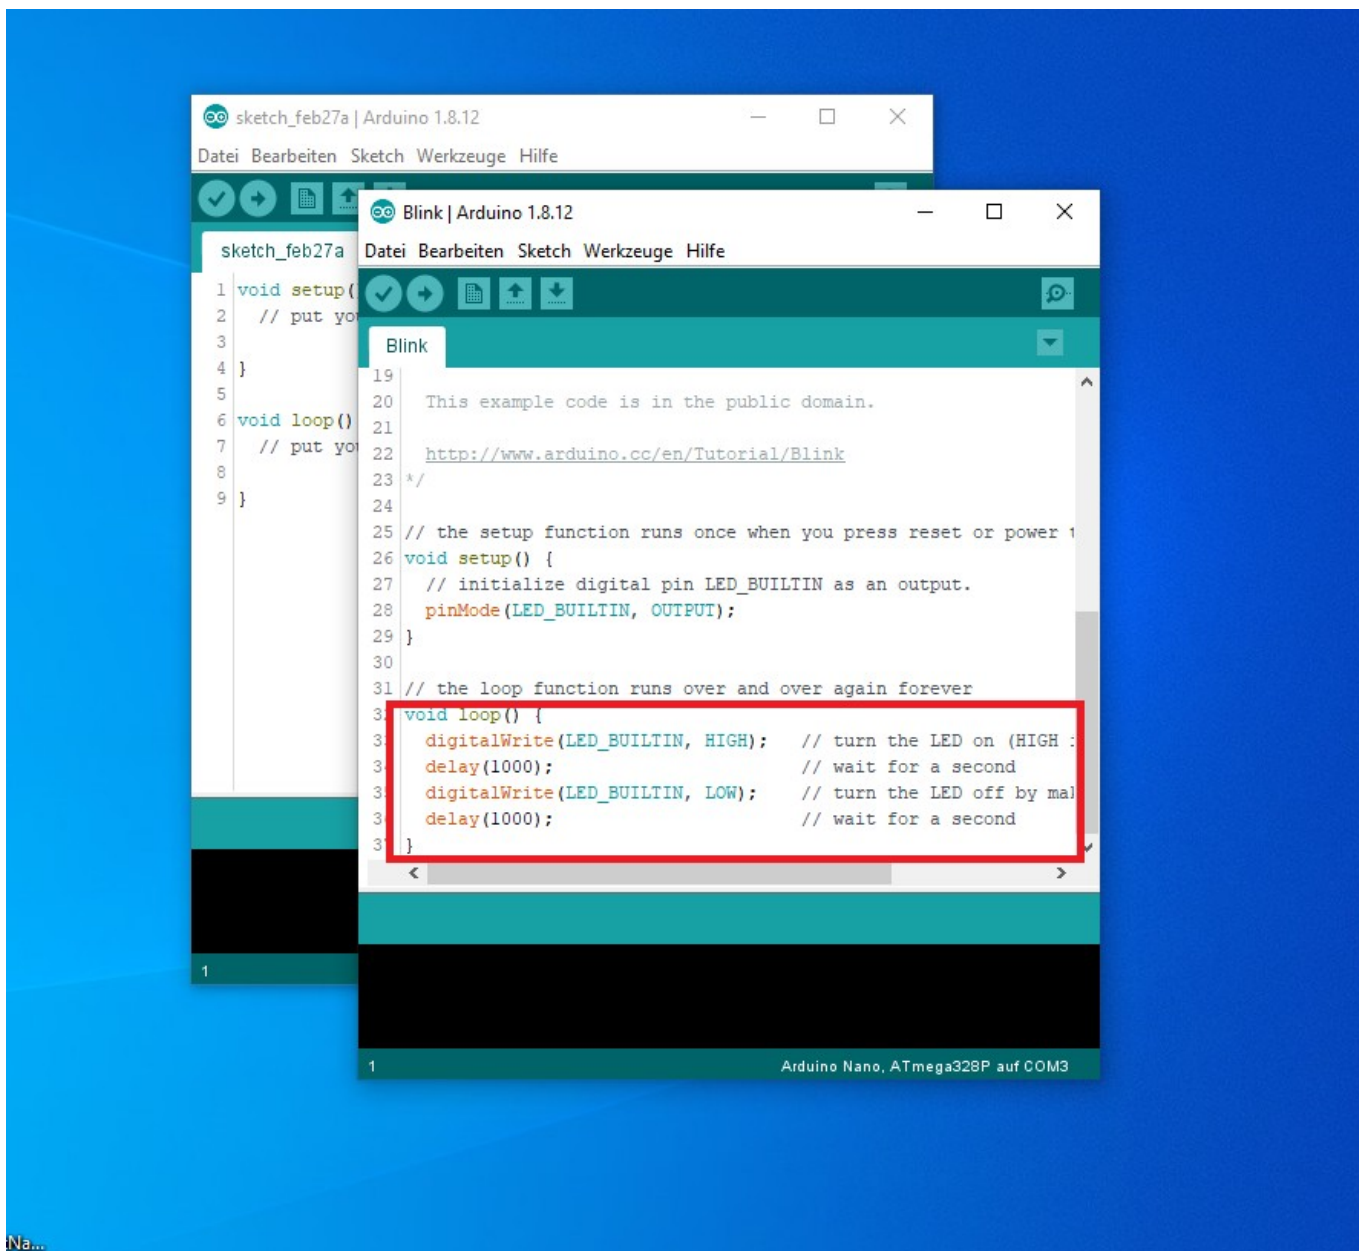 sketch_feb27a | Arduino 1.8.12
Datei Bearbeiten Sketch Werkzeuge Hilfe
sketch_feb27a
1 void setup(
2 // put you
3
4 }
5
6 void loop()
7 // put you
8
9 }
1
Blink | Arduino 1.8.12
Datei Bearbeiten Sketch Werkzeuge Hilfe
Blink
19
20 This example code is in the public domain.
21
22 http://www.arduino.cc/en/Tutorial/Blink
23 */
24
25 // the setup function runs once when you press reset or power
26 void setup() {
27 // initialize digital pin LED_BUILTIN as an output.
28 pinMode(LED_BUILTIN, OUTPUT);
29 }
30
31 // the loop function runs over and over again forever
void loop() {
digitalWrite(LED_BUILTIN, HIGH); // turn the LED on (HIGH
delay(1000); // wait for a second
digitalWrite(LED_BUILTIN, LOW); // turn the LED off by
delay(1000); // wait for a second
}
1
Arduino Nano, ATmega328P auf COM3